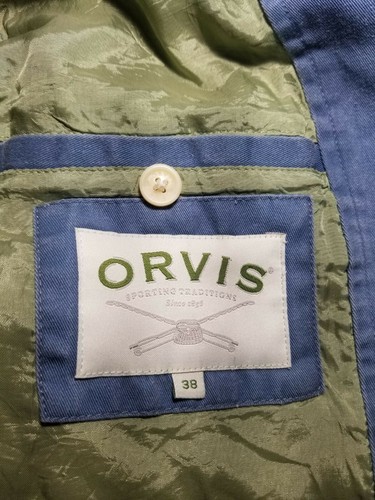 ORVIS®
SPORTING TRADITIONS
Since 1856
38